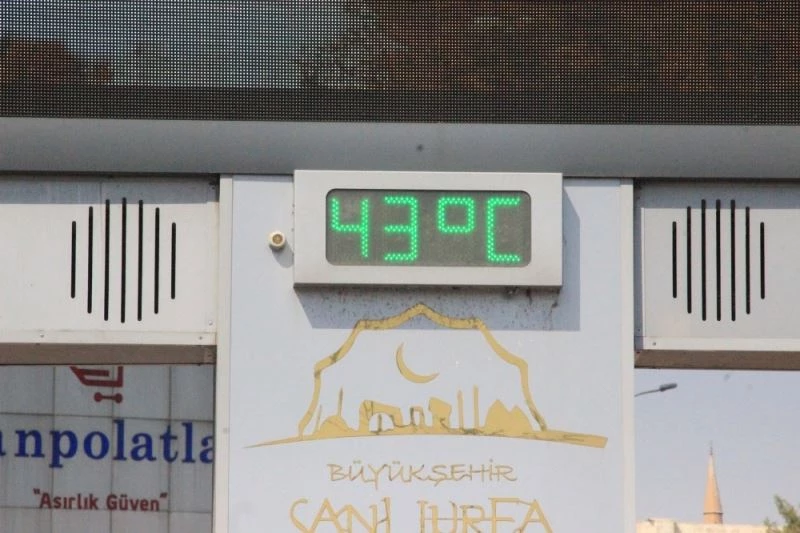 43°C
anpolatla
"Asırlık Güven"
BÜYÜKŞEHİR
ŞANLIURFA